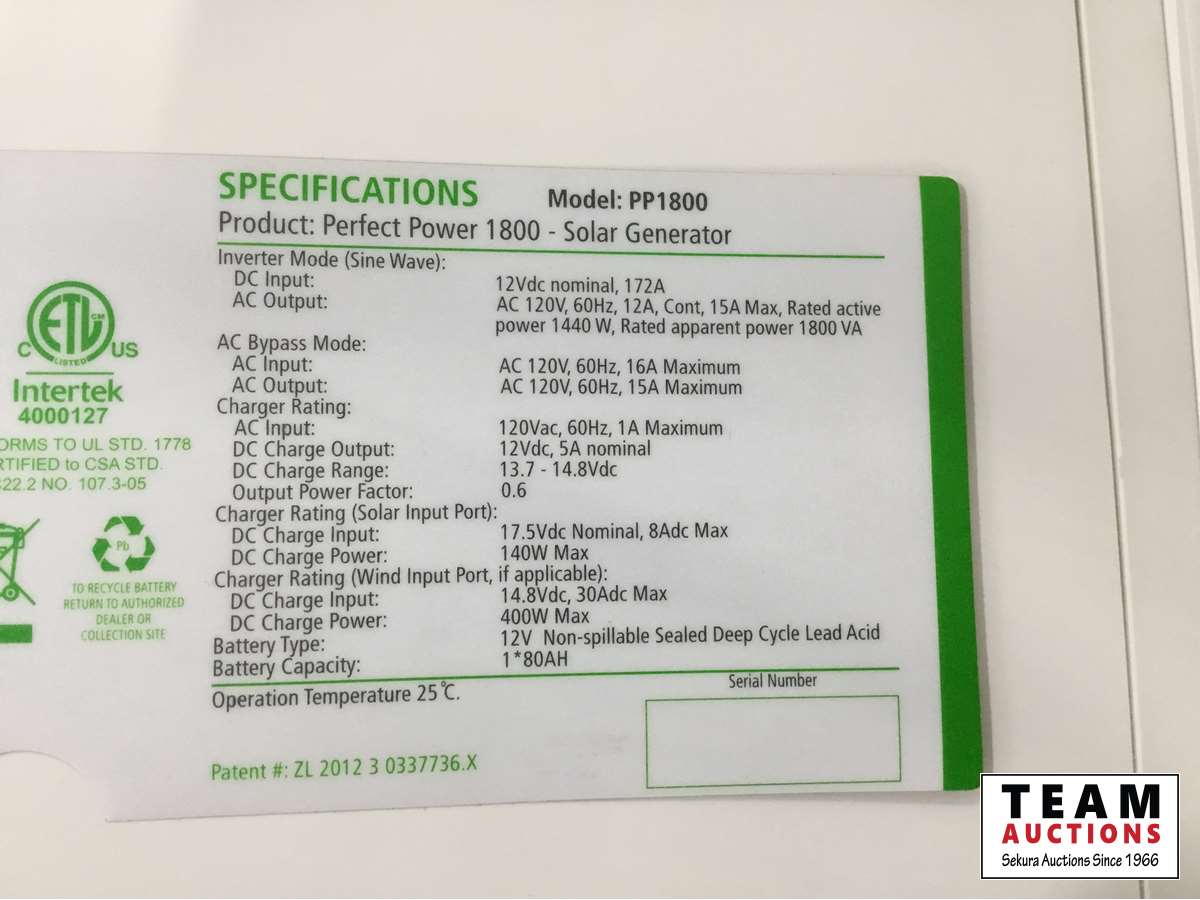 SPECIFICATIONS Model: PP1800
Product: Perfect Power 1800 - Solar Generator
Inverter Mode (Sine Wave):
DC Input: 12Vdc nominal, 172A
AC Output: AC 120V, 60Hz, 12A, Cont, 15A Max, Rated active
power 1440 W, Rated apparent power 1800 VA
AC Bypass Mode:
AC Input: AC 120V, 60Hz, 16A Maximum
AC Output: AC 120V, 60Hz, 15A Maximum
Charger Rating:
AC Input: 120Vac, 60Hz, 1A Maximum
DC Charge Output: 12Vdc, 5A nominal
DC Charge Range: 13.7 - 14.8Vdc
Output Power Factor: 0.6
Charger Rating (Solar Input Port):
DC Charge Input: 17.5Vdc Nominal, 8Adc Max
DC Charge Power: 140W Max
Charger Rating (Wind Input Port, if applicable):
DC Charge Input: 14.8Vdc, 30Adc Max
DC Charge Power: 400W Max
Battery Type: 12V Non-spillable Sealed Deep Cycle Lead Acid
Battery Capacity: 1*80AH
Operation Temperature 25℃.
Serial Number
Patent #: ZL 2012 3 0337736.X
ETL CM
LISTED
C US
Intertek
4000127
ORMS TO UL STD. 1778
RTIFIED to CSA STD.
22.2 NO. 107.3-05
Pb
TO RECYCLE BATTERY
RETURN TO AUTHORIZED
DEALER OR
COLLECTION SITE
TEAM
AUCTIONS
Sekura Auctions Since 1966